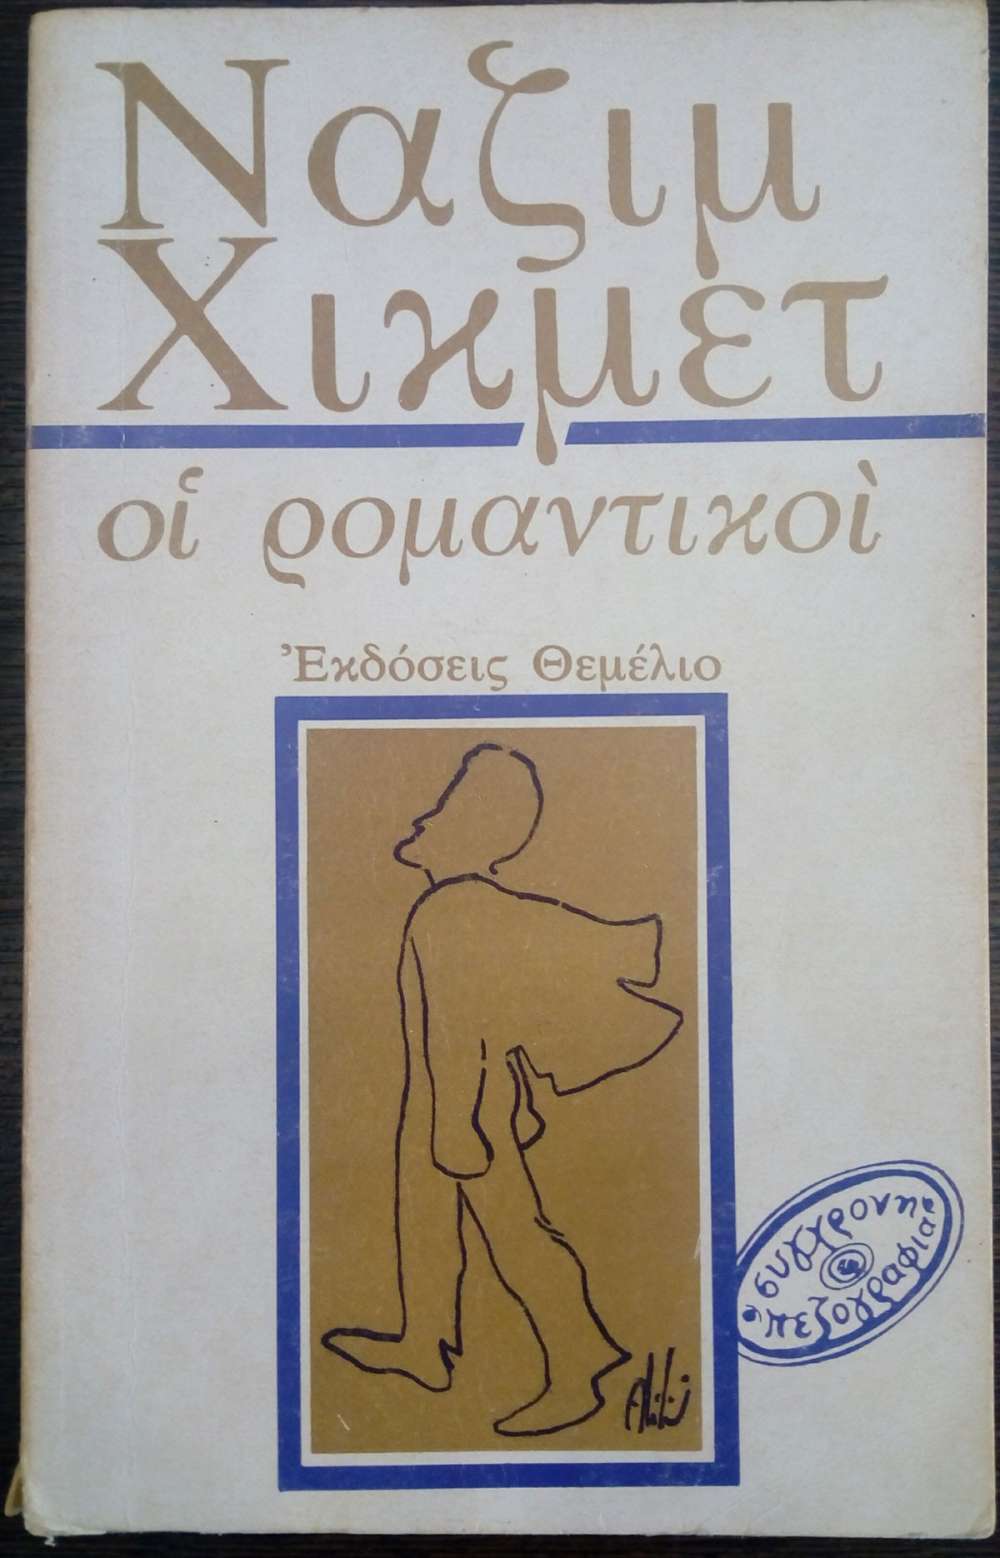 Ναζιμ
Χικμετ
οἱ ρομαντικοὶ
Ἐκδόσεις Θεμέλιο
σύγχρονη
πεζογραφία